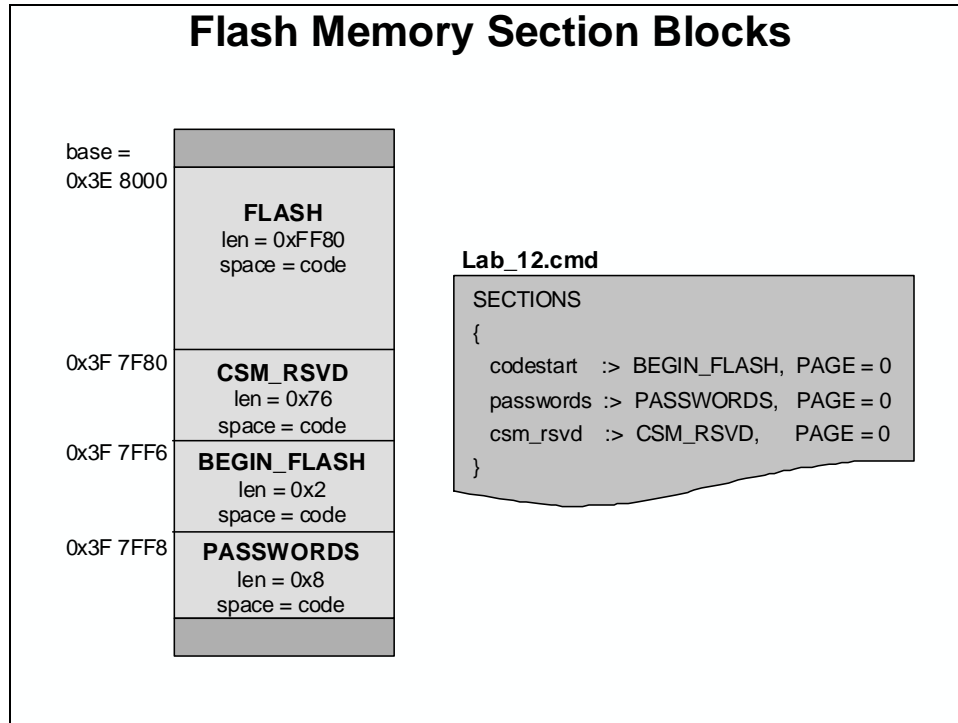 Flash Memory Section Blocks
base =
0x3E 8000
FLASH
len = 0xFF80
space = code
0x3F 7F80
CSM_RSVD
len = 0x76
space = code
0x3F 7FF6
BEGIN_FLASH
len = 0x2
space = code
0x3F 7FF8
PASSWORDS
len = 0x8
space = code
Lab_12.cmd
SECTIONS
{
codestart :> BEGIN_FLASH, PAGE = 0
passwords :> PASSWORDS, PAGE = 0
csm_rsvd :> CSM_RSVD, PAGE = 0
}